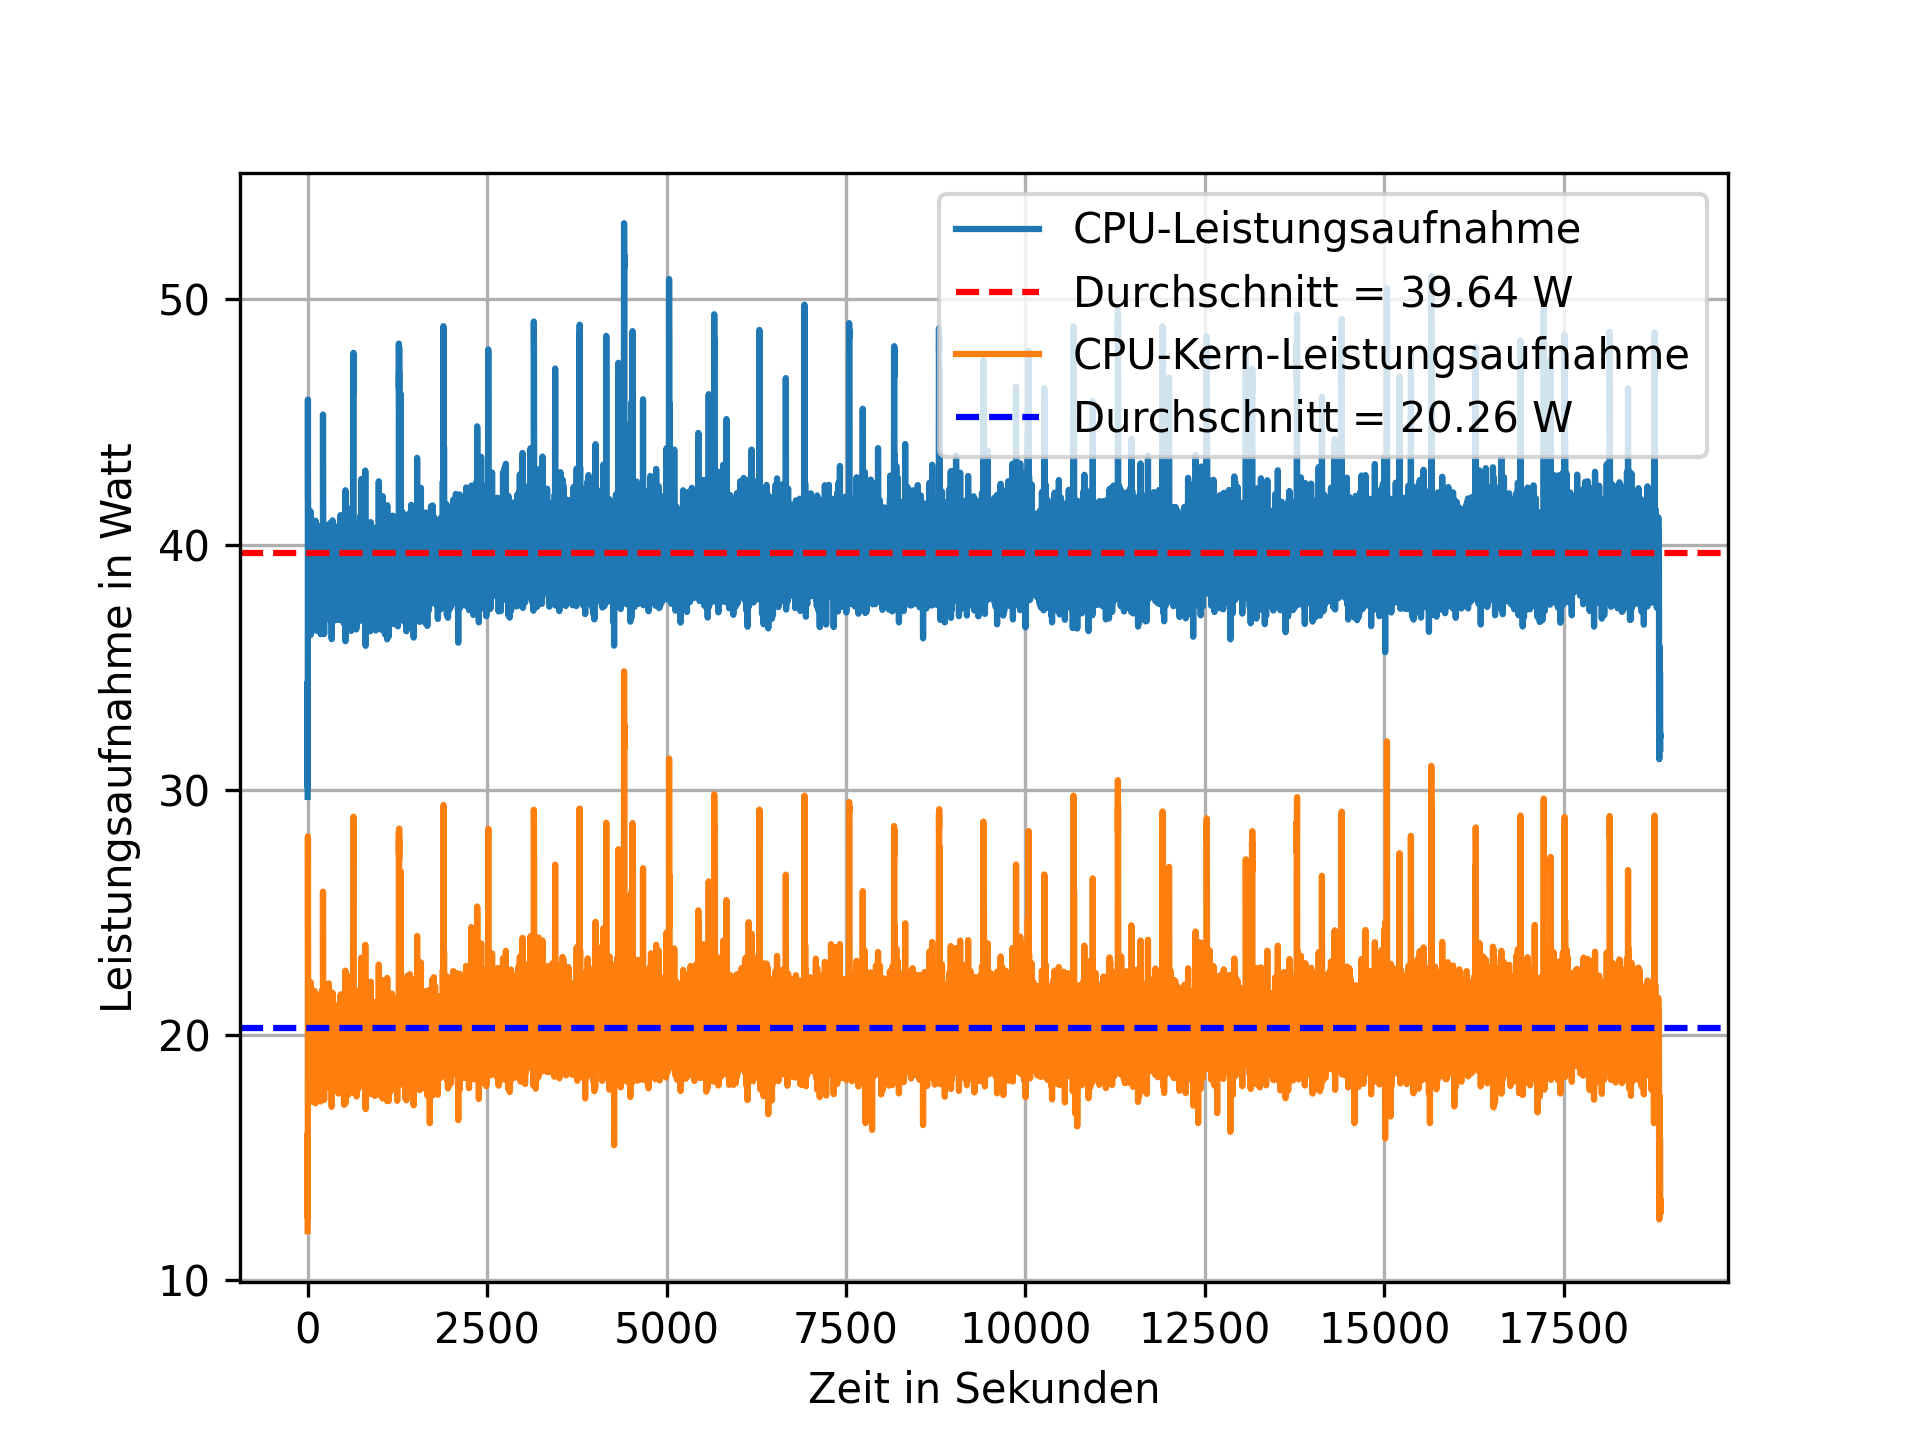 CPU-Leistungsaufnahme
Durchschnitt = 39.64 W
CPU-Kern-Leistungsaufnahme
Durchschnitt = 20.26 W
Leistungsaufnahme in Watt
50
40
30
20
10
0 2500 5000 7500 10000 12500 15000 17500
Zeit in Sekunden